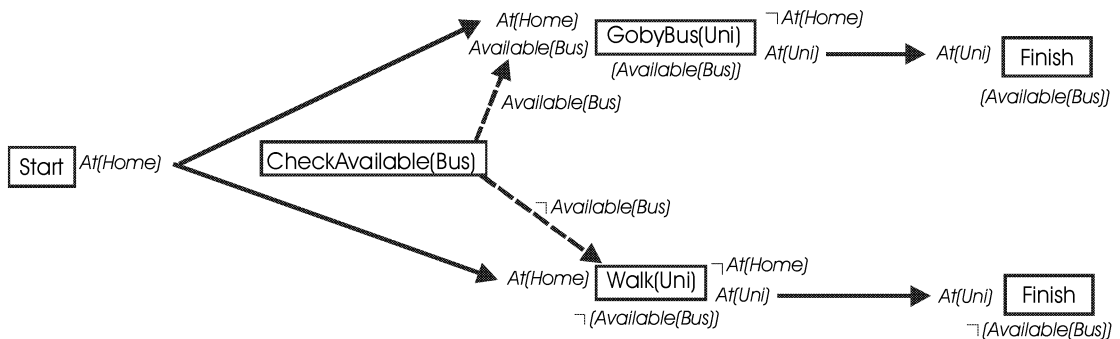 At(Home)
Available(Bus)
GobyBus(Uni)
(Available(Bus))
¬At(Home)
At(Uni)
At(Uni)
Finish
(Available(Bus))
Available(Bus)
Start
At(Home)
CheckAvailable(Bus)
¬Available(Bus)
At(Home)
Walk(Uni)
¬(Available(Bus))
¬At(Home)
At(Uni)
At(Uni)
Finish
¬(Available(Bus))